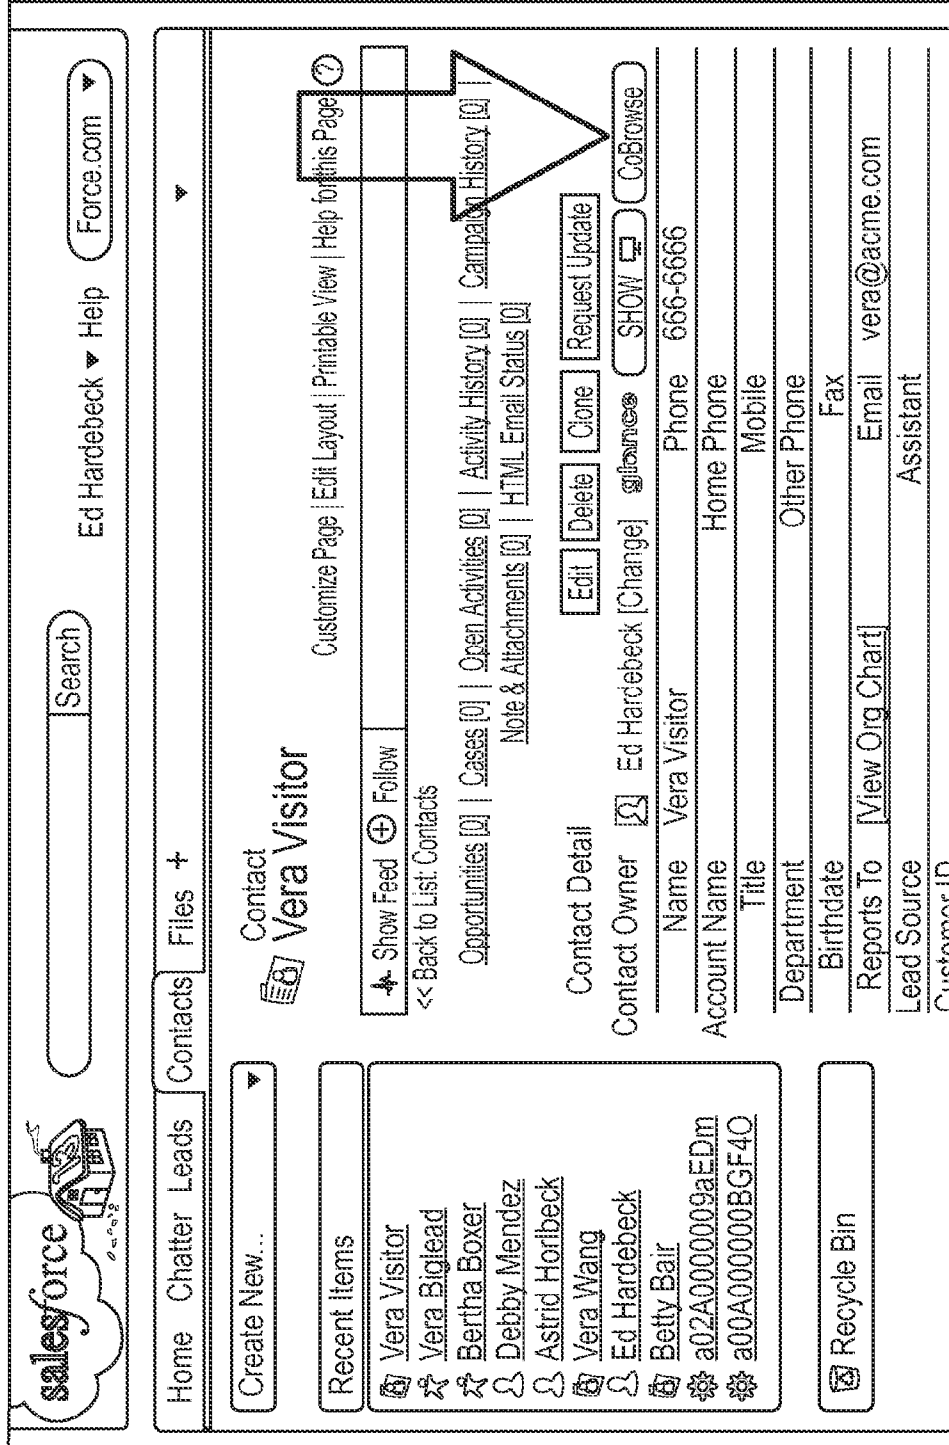 salesforce
Search
Ed Hardebeck Help
Force.com
Home Chatter Leads Contacts Files +
Create New...
Recent Items
Vera Visitor
Vera Biglead
Bertha Boxer
Debby Mendez
Astrid Horlbeck
Vera Wang
Ed Hardebeck
Betty Bair
a02A000009aEDm
a00A00000BGF4O
Recycle Bin
Contact
Vera Visitor
Customize Page | Edit Layout | Printable View | Help for this Page ?
Show Feed Follow
<< Back to List: Contacts
Opportunities [0] | Cases [0] | Open Activities [0] | Activity History [0] | Campaign History [0] |
Note & Attachments [0] | HTML Email Status [0]
Contact Detail Edit Delete Clone Request Update
Contact Owner Ed Hardebeck [Change] glance SHOW CoBrowse
Name Vera Visitor Phone 666-6666
Account Name Home Phone
Title Mobile
Department Other Phone
Birthdate Fax
Reports To [View Org Chart] Email vera@acme.com
Lead Source Assistant
Customer ID